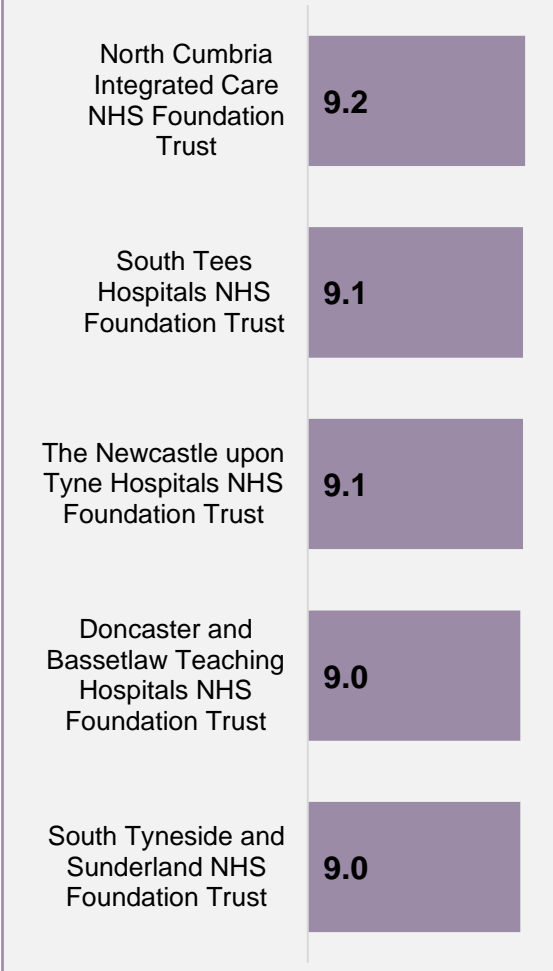 North Cumbria
Integrated Care
NHS Foundation
Trust
9.2
South Tees
Hospitals NHS
Foundation Trust
9.1
The Newcastle upon
Tyne Hospitals NHS
Foundation Trust
9.1
Doncaster and
Bassetlaw Teaching
Hospitals NHS
Foundation Trust
9.0
South Tyneside and
Sunderland NHS
Foundation Trust
9.0